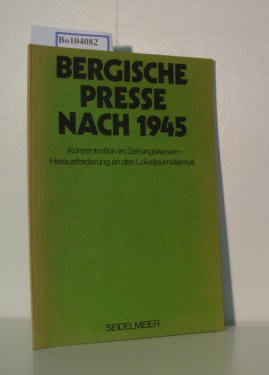 Bo104082
BERGISCHE
PRESSE
NACH 1945
Konzentration im Zeitungswesen–
Herausforderung an den Lokaljournalismus
SEIDELMEIER